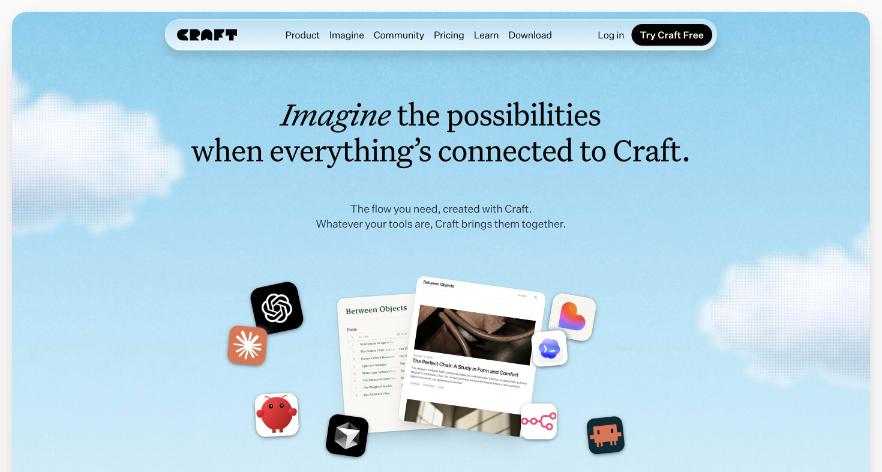 CRAFT
Product Imagine Community Pricing Learn Download
Log in Try Craft Free
Imagine the possibilities
when everything’s connected to Craft.
The flow you need, created with Craft.
Whatever your tools are, Craft brings them together.
Between Objects
Between Objects
The Perfect Chair: A Study in Form and Comfort